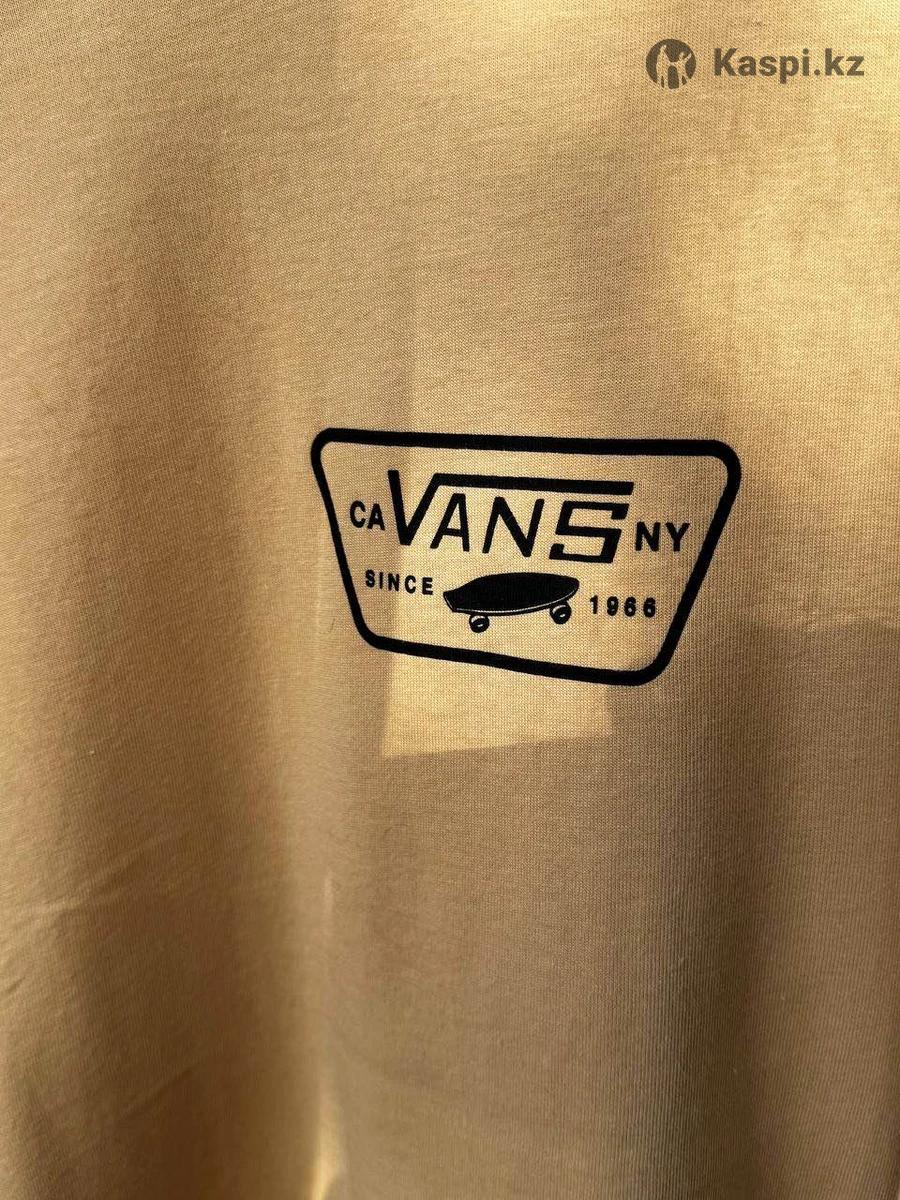 Kaspi.kz
CA VANS NY
SINCE 1966